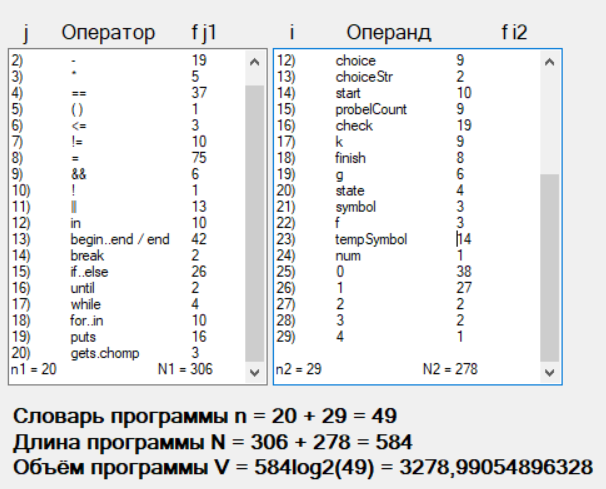 j Оператор f j1 i Операнд f i2
2) - 19 12) choice 9
3) * 5 13) choiceStr 2
4) == 37 14) start 10
5) ( ) 1 15) probelCount 9
6) <= 3 16) check 19
7) != 10 17) k 9
8) = 75 18) finish 8
9) && 6 19) g 6
10) ! 1 20) state 4
11) || 13 21) symbol 3
12) in 10 22) f 3
13) begin..end / end 42 23) tempSymbol 14
14) break 2 24) num 1
15) if..else 26 25) 0 38
16) until 2 26) 1 27
17) while 4 27) 2 2
18) for..in 10 28) 3 2
19) puts 16 29) 4 1
20) gets.chomp 3
n1 = 20 N1 = 306 n2 = 29 N2 = 278
Словарь программы n = 20 + 29 = 49
Длина программы N = 306 + 278 = 584
Объём программы V = 584log2(49) = 3278,99054896328